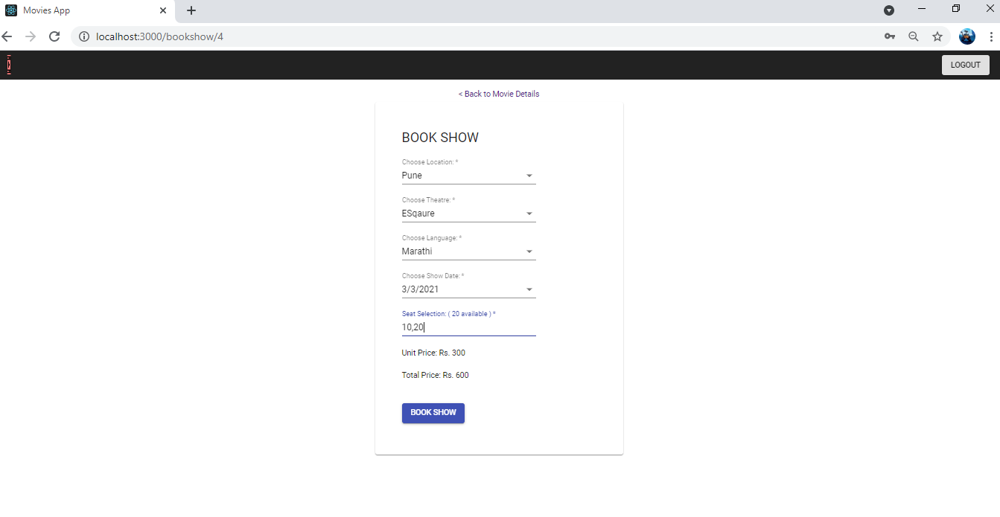 Movies App
localhost:3000/bookshow/4
LOGOUT
< Back to Movie Details
BOOK SHOW
Choose Location: *
Pune
Choose Theatre: *
ESqaure
Choose Language: *
Marathi
Choose Show Date: *
3/3/2021
Seat Selection: ( 20 available ) *
10,20
Unit Price: Rs. 300
Total Price: Rs. 600
BOOK SHOW